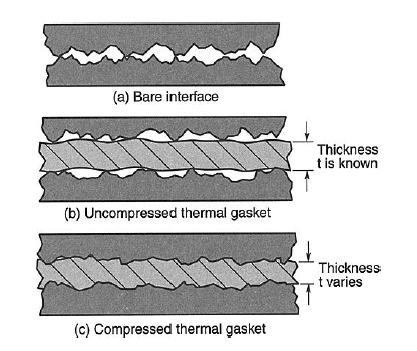 (a) Bare interface
Thickness
t is known
(b) Uncompressed thermal gasket
Thickness
t varies
(c) Compressed thermal gasket